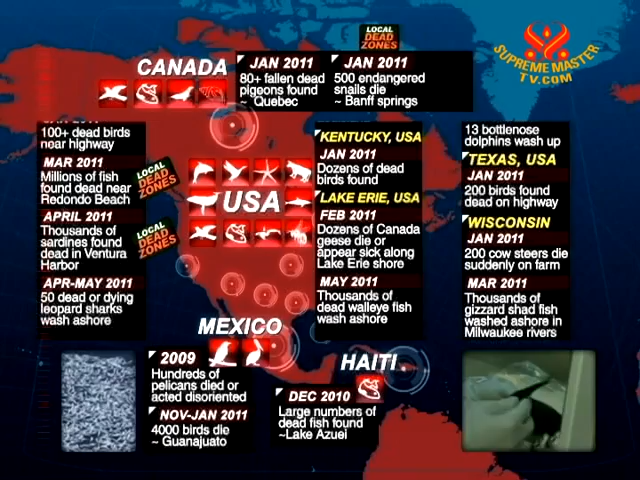 LOCAL
DEAD
ZONES
SUPREME MASTER
TV.COM
CANADA
JAN 2011
80+ fallen dead
pigeons found
~ Quebec
JAN 2011
500 endangered
snails die
~ Banff springs
JAN 2011
100+ dead birds
near highway
MAR 2011
Millions of fish
found dead near
Redondo Beach
APRIL 2011
Thousands of
sardines found
dead in Ventura
Harbor
APR-MAY 2011
50 dead or dying
leopard sharks
wash ashore
LOCAL
DEAD
ZONES
LOCAL
DEAD
ZONES
USA
KENTUCKY, USA
JAN 2011
Dozens of dead
birds found
LAKE ERIE, USA
FEB 2011
Dozens of Canada
geese die or
appear sick along
Lake Erie shore
MAY 2011
Thousands of
dead walleye fish
wash ashore
13 bottlenose
dolphins wash up
TEXAS, USA
JAN 2011
200 birds found
dead on highway
WISCONSIN
JAN 2011
200 cow steers die
suddenly on farm
MAR 2011
Thousands of
gizzard shad fish
washed ashore in
Milwaukee rivers
MEXICO
2009
Hundreds of
pelicans died or
acted disoriented
NOV-JAN 2011
4000 birds die
~ Guanajuato
HAITI
DEC 2010
Large numbers of
dead fish found
~Lake Azuei